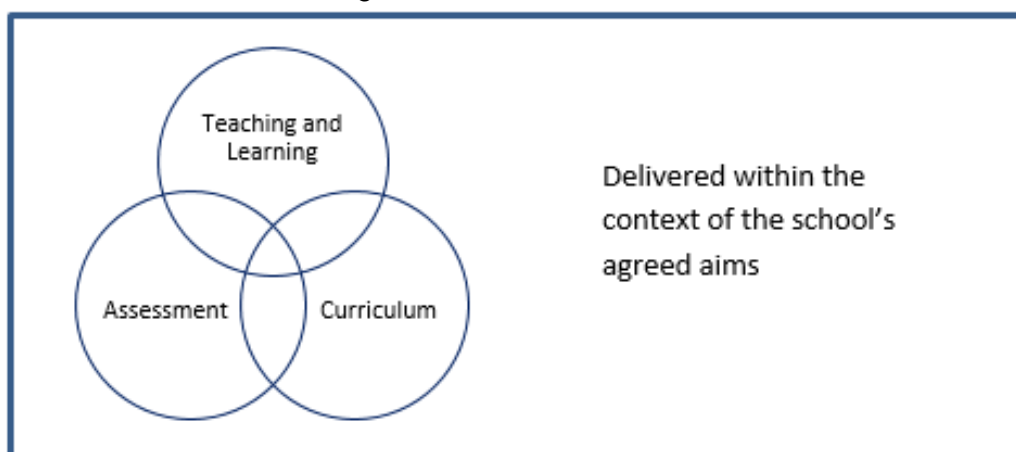 Teaching and
Learning
Assessment
Curriculum
Delivered within the
context of the school’s
agreed aims